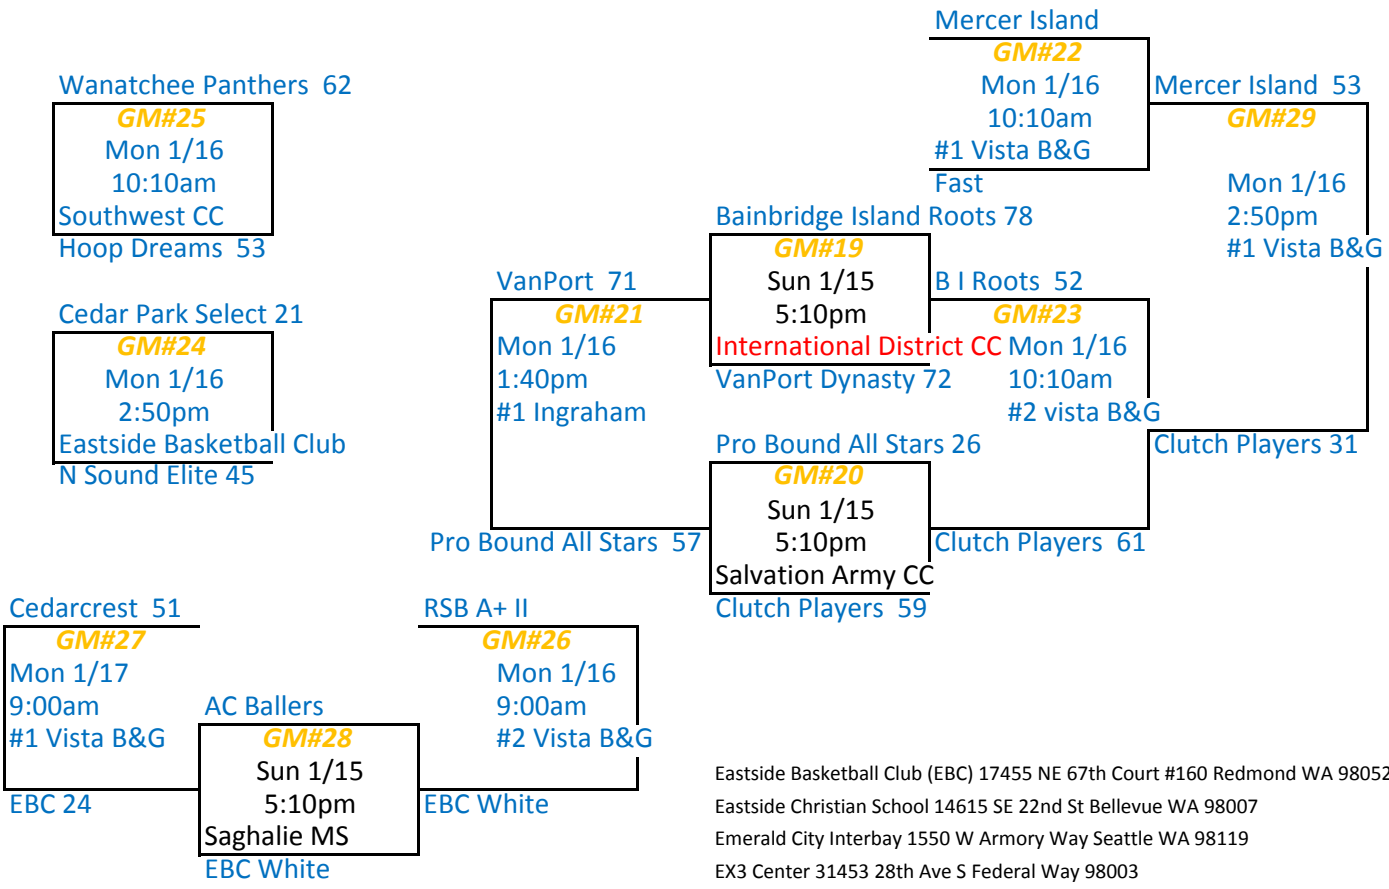 Mercer Island
GM#22
Mon 1/16
10:10am
#1 Vista B&G
Fast
Wanatchee Panthers 62
GM#25
Mon 1/16
10:10am
Southwest CC
Hoop Dreams 53
Mercer Island 53
GM#29
Mon 1/16
2:50pm
#1 Vista B&G
Clutch Players 31
Bainbridge Island Roots 78
GM#19
Sun 1/15
5:10pm
International District CC
VanPort Dynasty 72
VanPort 71
GM#21
Mon 1/16
1:40pm
#1 Ingraham
Pro Bound All Stars 57
B I Roots 52
GM#23
Mon 1/16
10:10am
#2 vista B&G
Clutch Players 61
Cedar Park Select 21
GM#24
Mon 1/16
2:50pm
Eastside Basketball Club
N Sound Elite 45
Pro Bound All Stars 26
GM#20
Sun 1/15
5:10pm
Salvation Army CC
Clutch Players 59
Cedarcrest 51
GM#27
Mon 1/17
9:00am
#1 Vista B&G
EBC 24
AC Ballers
GM#28
Sun 1/15
5:10pm
Saghalie MS
EBC White
RSB A+ II
GM#26
Mon 1/16
9:00am
#2 Vista B&G
EBC White
Eastside Basketball Club (EBC) 17455 NE 67th Court #160 Redmond WA 98052
Eastside Christian School 14615 SE 22nd St Bellevue WA 98007
Emerald City Interbay 1550 W Armory Way Seattle WA 98119
EX3 Center 31453 28th Ave S Federal Way 98003